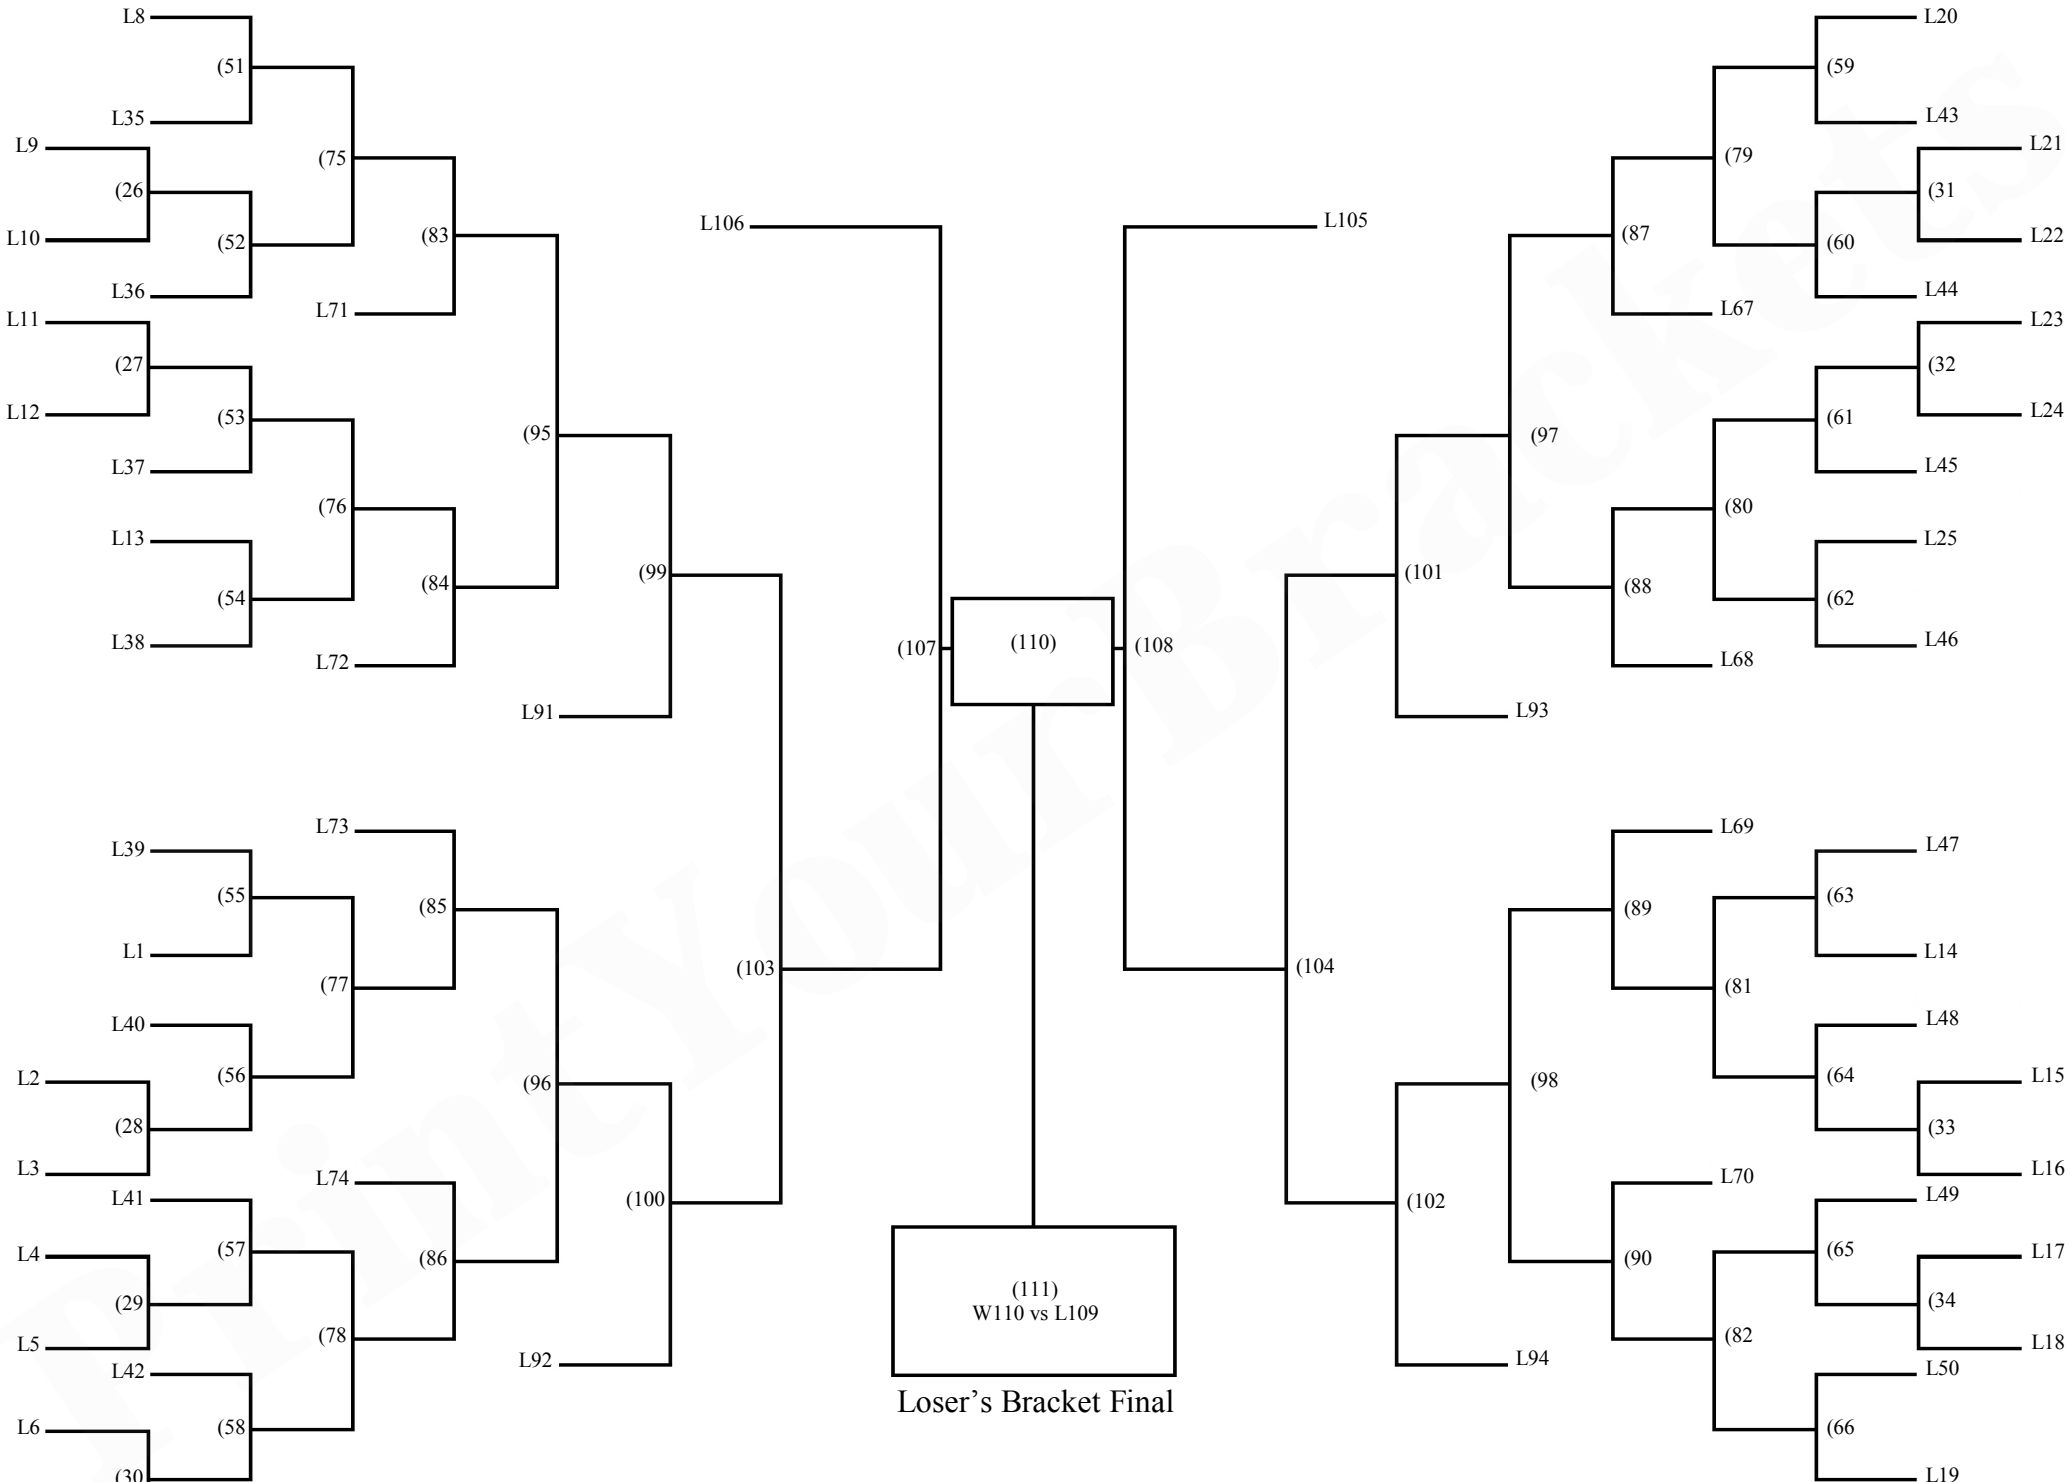 L8
(51
L35
L9
(26
(75
L10
(52
L36
(83
L71
L11
(27
L12
(53
L37
(76
(95
L13
(54
L38
(84
L72
(99
L91
L106
(107
(110)
(108
L105
L20
(59
L43
L21
(79
(31
L22
(60
L44
(87
L67
L23
(32
L24
(61
L45
(97
(80
L25
(62
L46
(88
L68
(101
L93
L73
L39
(55
L1
(85
(77
L40
(56
L2
(28
L3
(96
(103
L74
L41
(57
L4
(29
L5
(86
(78
(100
L42
(58
L6
(30
L92
(104
L69
L47
(63
L14
(89
(81
L48
(64
L15
(33
L16
(98
L70
L49
(65
L17
(34
L18
(102
(90
(82
L50
(66
L19
L94
(111)
W110 vs L109
Loser’s Bracket Final
PrintYourBrackets